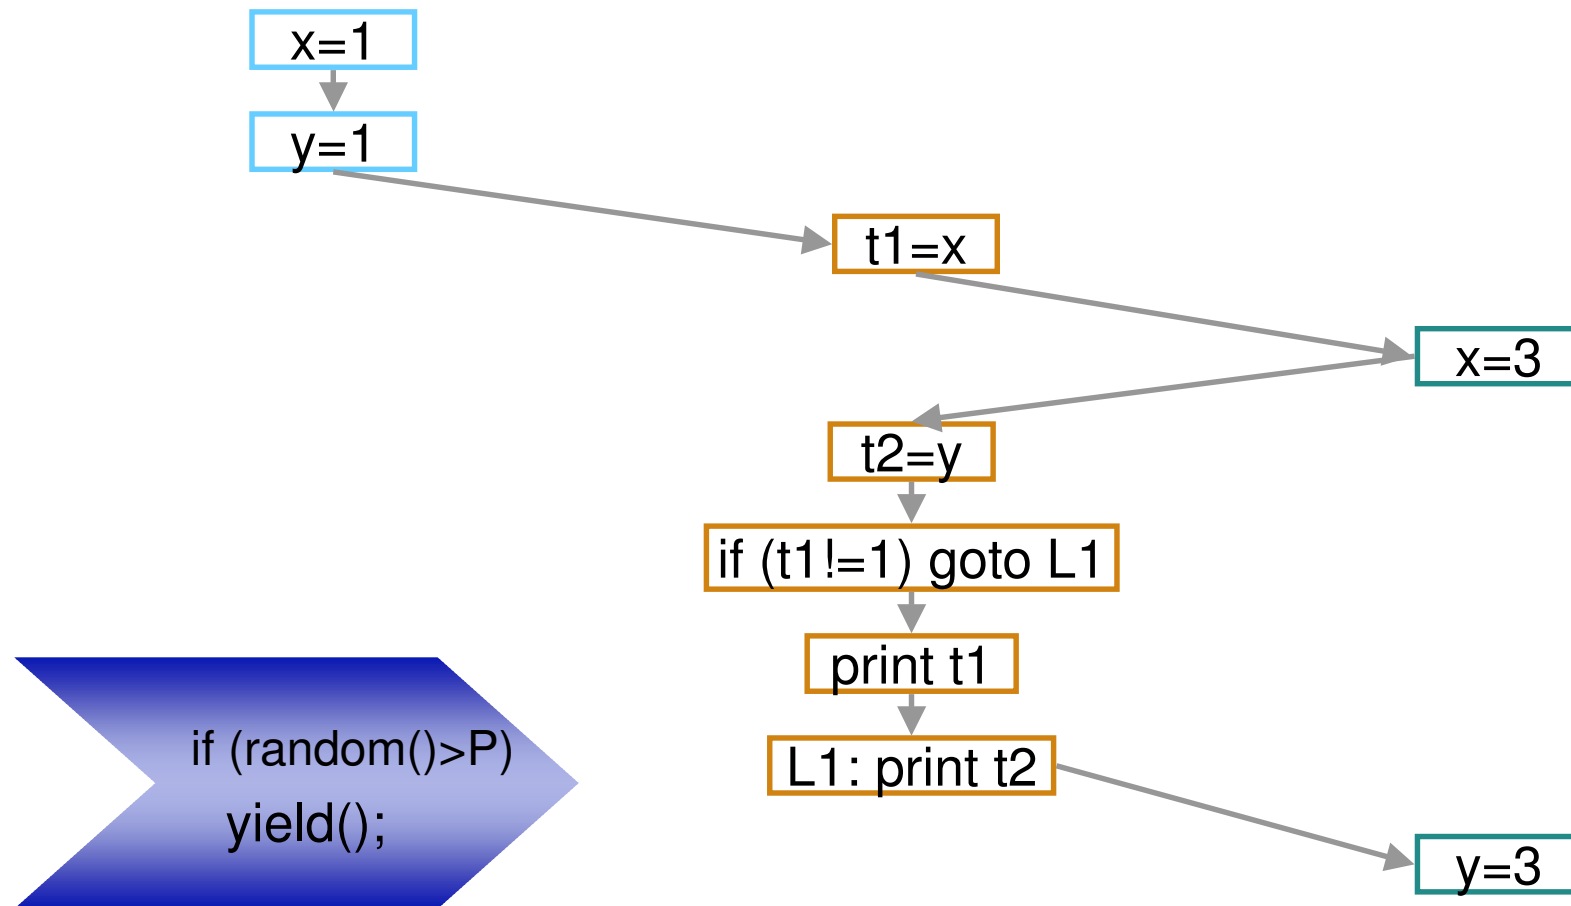 x=1
y=1
t1=x
x=3
t2=y
if (t1!=1) goto L1
print t1
if (random()>P)
yield();
L1: print t2
y=3